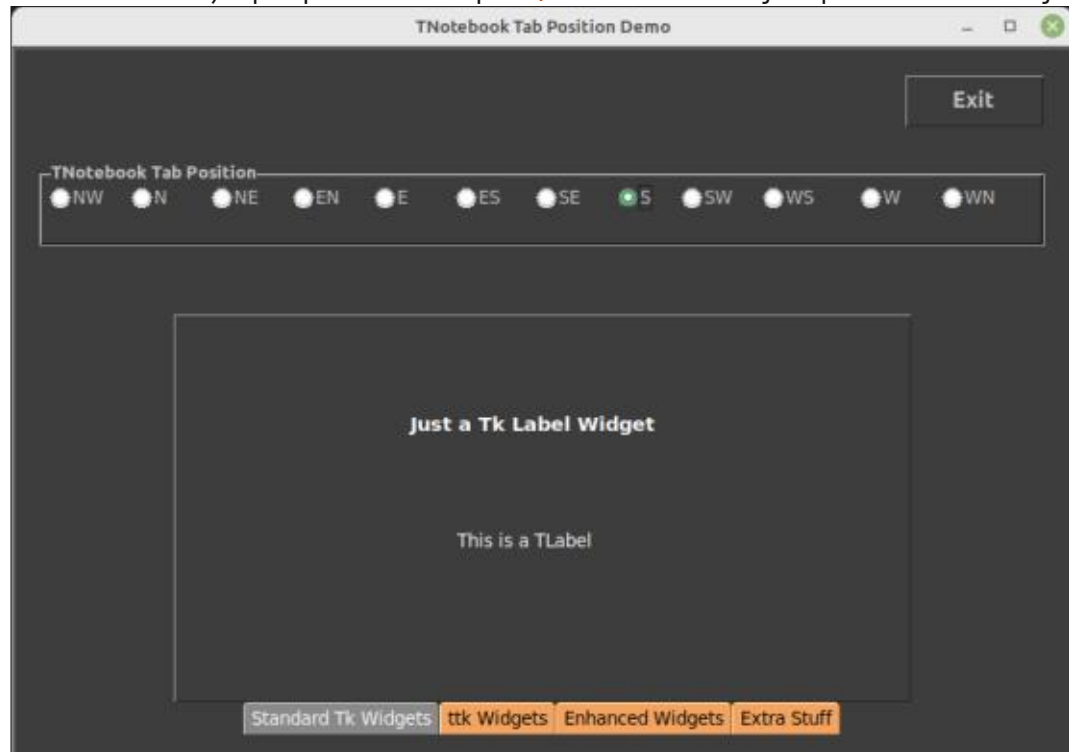 TNotebook Tab Position Demo
Exit
TNotebook Tab Position
NW N NE EN E ES SE S SW WS W WN
Just a Tk Label Widget
This is a TLabel
Standard Tk Widgets ttk Widgets Enhanced Widgets Extra Stuff